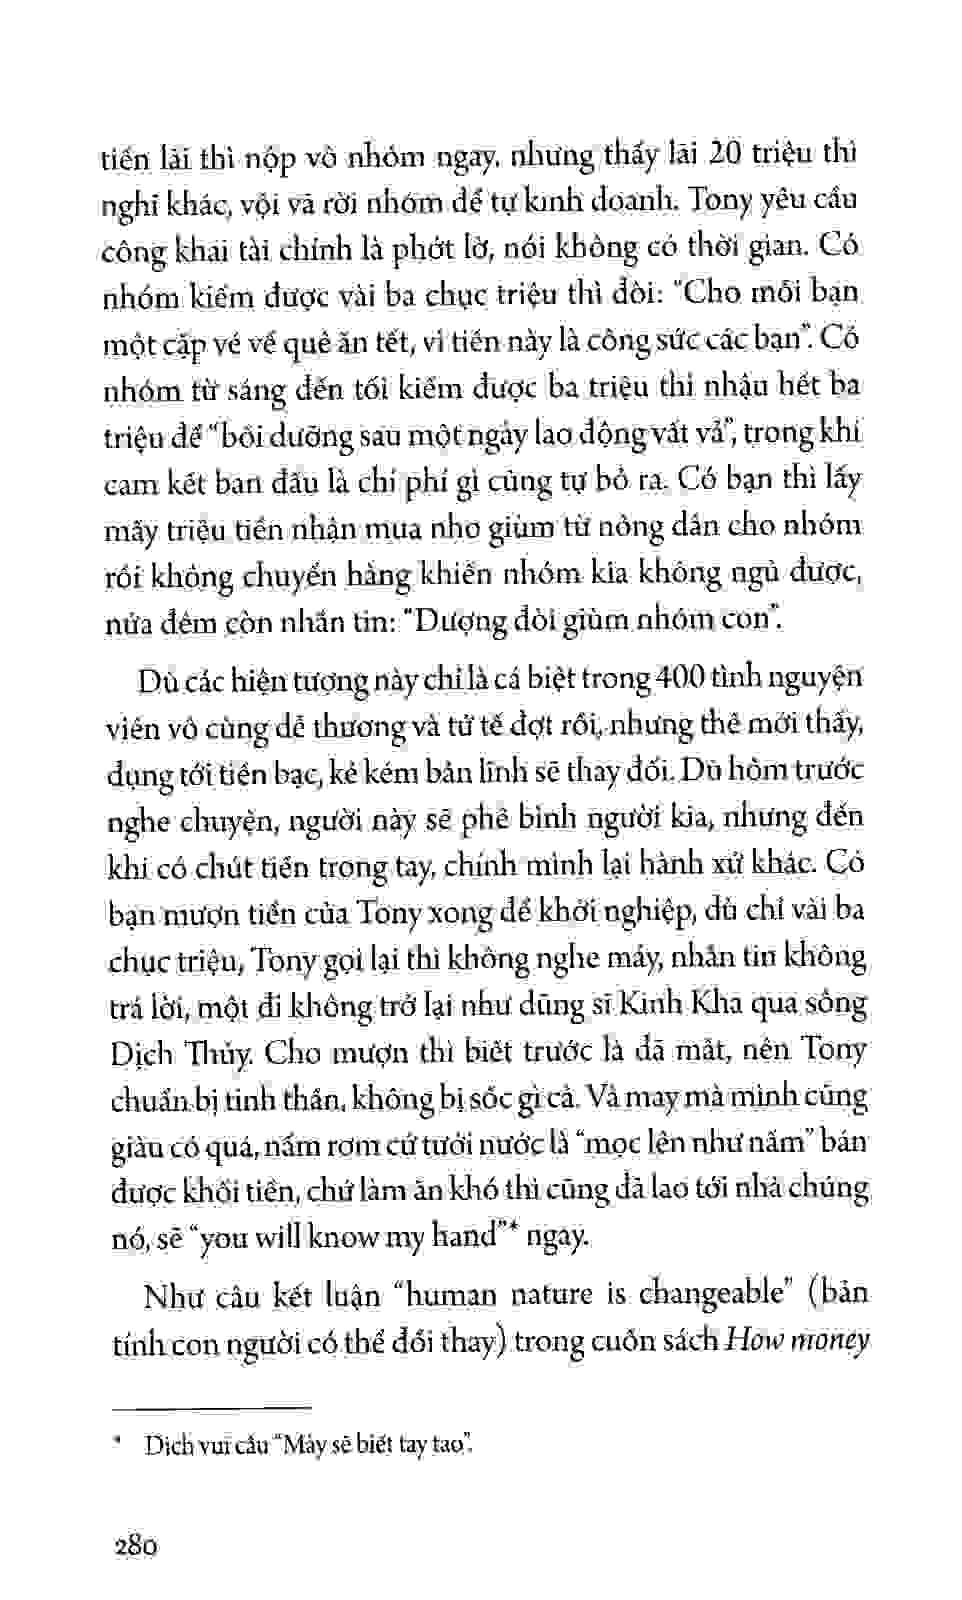 tiền lãi thì nộp vô nhóm ngay, nhưng thấy lãi 20 triệu thì
nghĩ khác, vội vã rời nhóm để tự kinh doanh. Tony yêu cầu
công khai tài chính là phớt lờ, nói không có thời gian. Có
nhóm kiếm được vài ba chục triệu thì đòi: “Cho mỗi bạn
một cặp vé về quê ăn tết, vì tiền này là công sức các bạn”. Có
nhóm từ sáng đến tối kiếm được ba triệu thì nhậu hết ba
triệu để “bồi dưỡng sau một ngày lao động vất vả”, trong khi
cam kết ban đầu là chi phí gì cũng tự bỏ ra. Có bạn thì lấy
mấy triệu tiền nhận mua nho giùm từ nông dân cho nhóm
rồi không chuyển hàng khiến nhóm kia không ngủ được,
nửa đêm còn nhắn tin: “Dượng đòi giùm nhóm con”.
Dù các hiện tượng này chỉ là cá biệt trong 400 tình nguyện
viên vô cùng dễ thương và tử tế đợt rồi, nhưng thế mới thấy,
đụng tới tiền bạc, kẻ kém bản lĩnh sẽ thay đổi. Dù hôm trước
nghe chuyện, người này sẽ phê bình người kia, nhưng đến
khi có chút tiền trong tay, chính mình lại hành xử khác. Có
bạn mượn tiền của Tony xong để khởi nghiệp, dù chỉ vài ba
chục triệu, Tony gọi lại thì không nghe máy, nhắn tin không
trả lời, một đi không trở lại như dũng sĩ Kinh Kha qua sông
Dịch Thủy. Cho mượn thì biết trước là đã mất, nên Tony
chuẩn bị tinh thần, không bị sốc gì cả. Và may mà mình cũng
giàu có quá, nấm rơm cứ tưới nước là “mọc lên như nấm” bán
được khối tiền, chứ làm ăn khó thì cũng đã lao tới nhà chúng
nó, sẽ “you will know my hand”* ngay.
Như câu kết luận “human nature is changeable” (bản
tính con người có thể đổi thay) trong cuốn sách How money
* Dịch vui câu “Mày sẽ biết tay tao”.
280